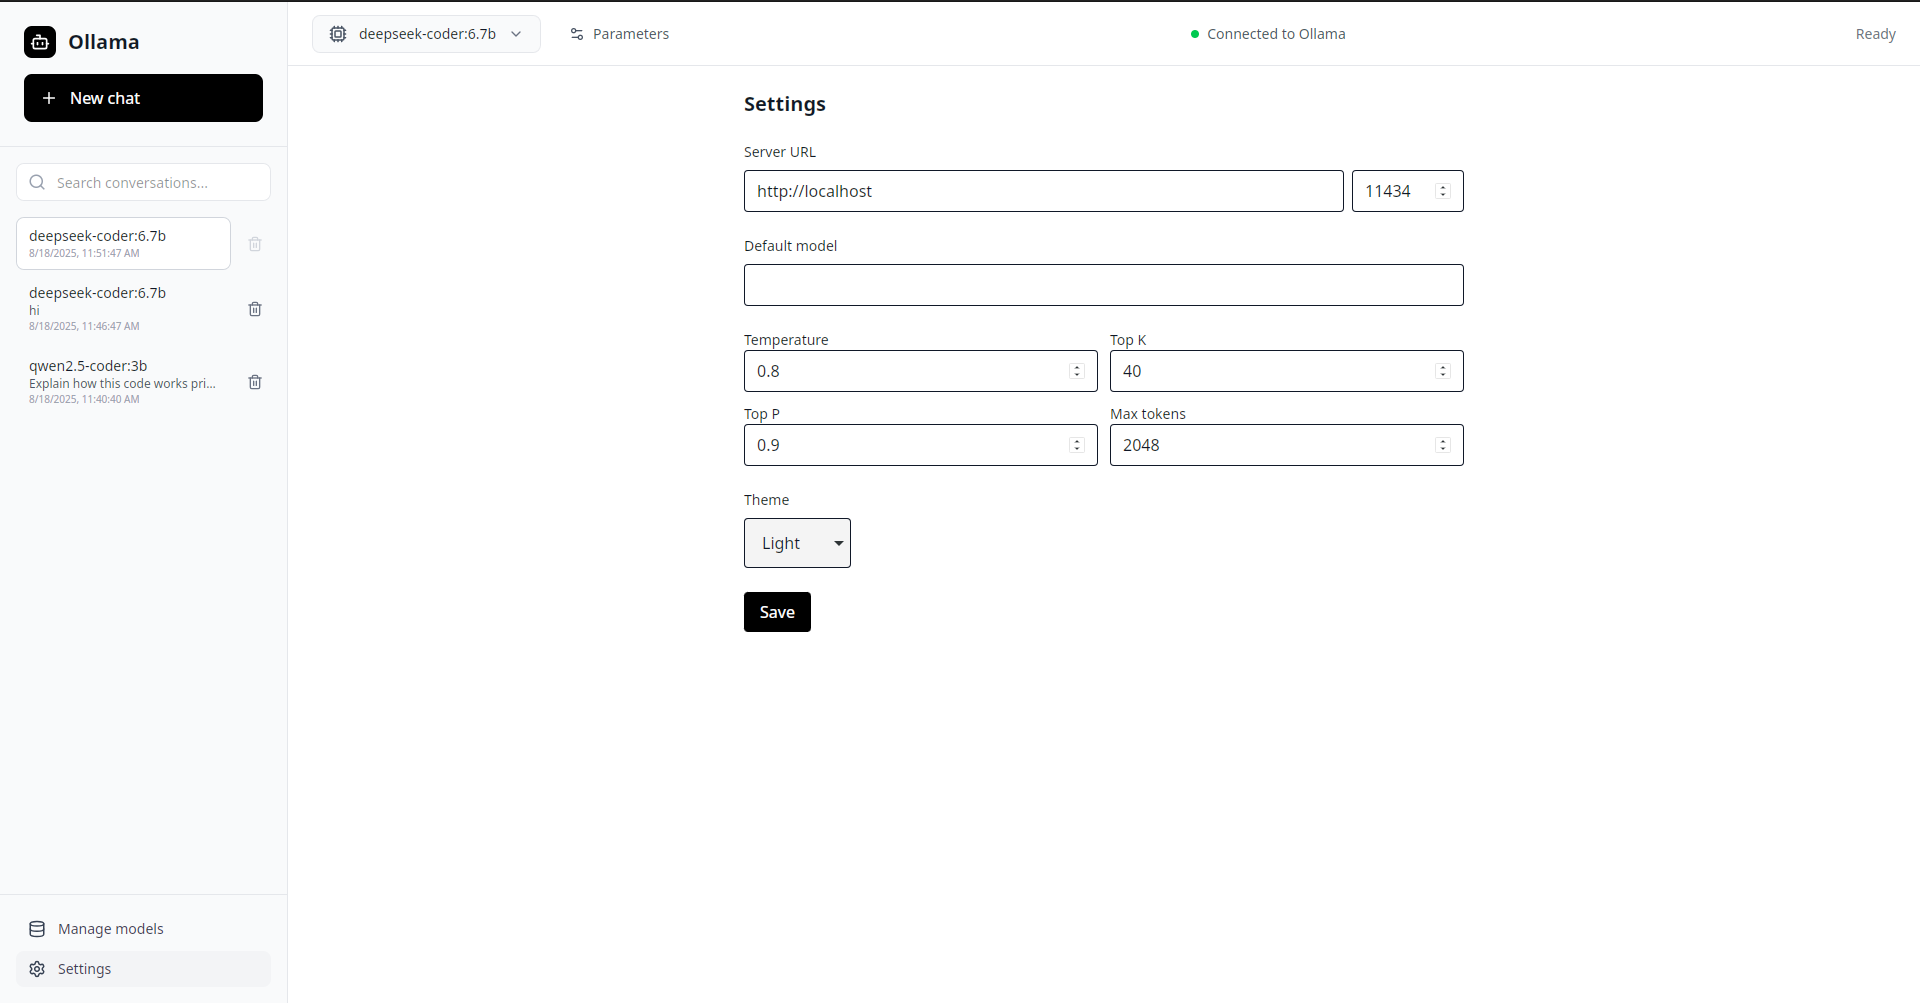 Ollama
New chat
Search conversations...
deepseek-coder:6.7b
8/18/2025, 11:51:47 AM
deepseek-coder:6.7b
hi
8/18/2025, 11:46:47 AM
qwen2.5-coder:3b
Explain how this code works pri...
8/18/2025, 11:40:40 AM
Manage models
Settings
deepseek-coder:6.7b
Parameters
Connected to Ollama
Ready
Settings
Server URL
http://localhost
11434
Default model
Temperature
Top K
0.8
40
Top P
Max tokens
0.9
2048
Theme
Light
Save